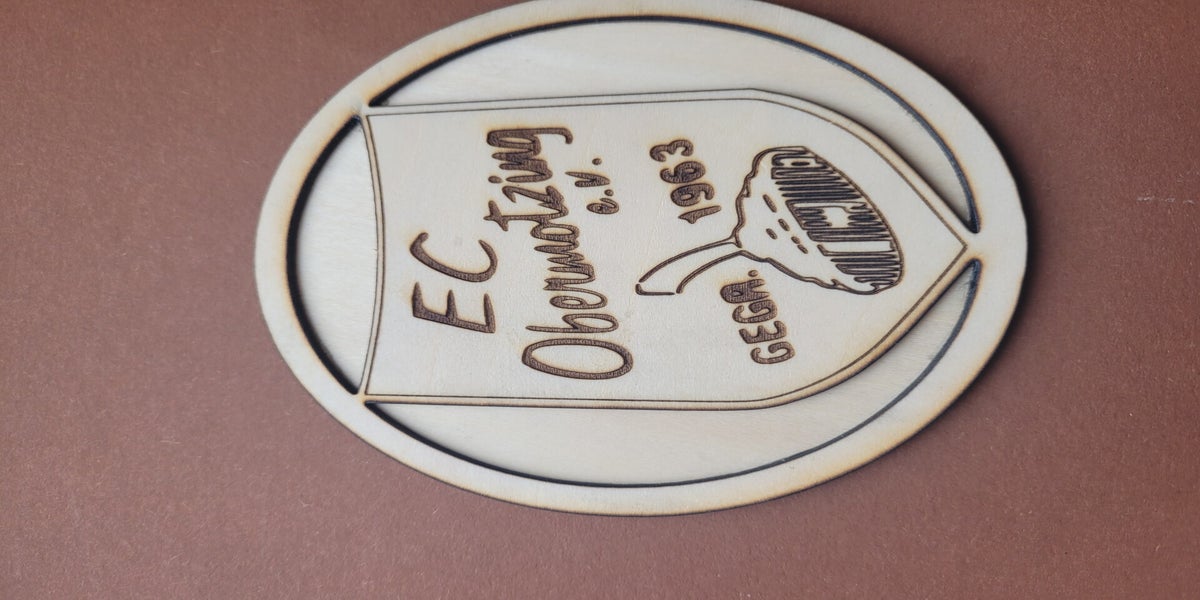 EC
Obermotzing
e.V.
GEGR. 1963